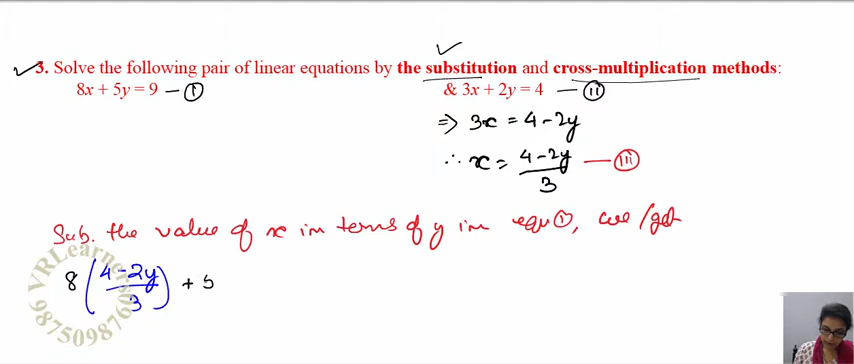 3. Solve the following pair of linear equations by the substitution and cross-multiplication methods:
8x + 5y = 9 — (i) & 3x + 2y = 4 — (ii)
⇒ 3x = 4 - 2y
∴ x = (4 - 2y)/3 — (iii)
Sub. the value of x in terms of y in equ (i), we get
8 ((4 - 2y)/3) + 5
VRLearners
98750987